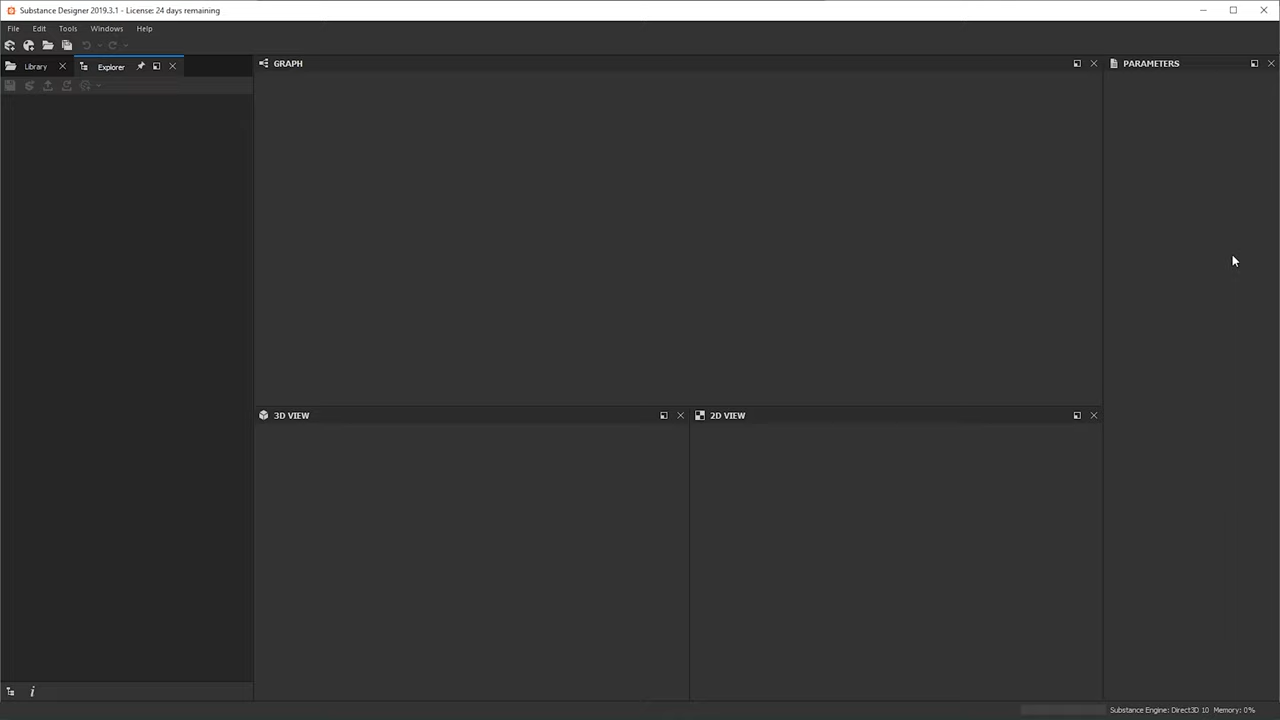 Substance Designer 2019.3.1 - License: 24 days remaining
File Edit Tools Windows Help
Library Explorer
GRAPH
PARAMETERS
3D VIEW
2D VIEW
i
Substance Engine: Direct3D 10 Memory: 0%